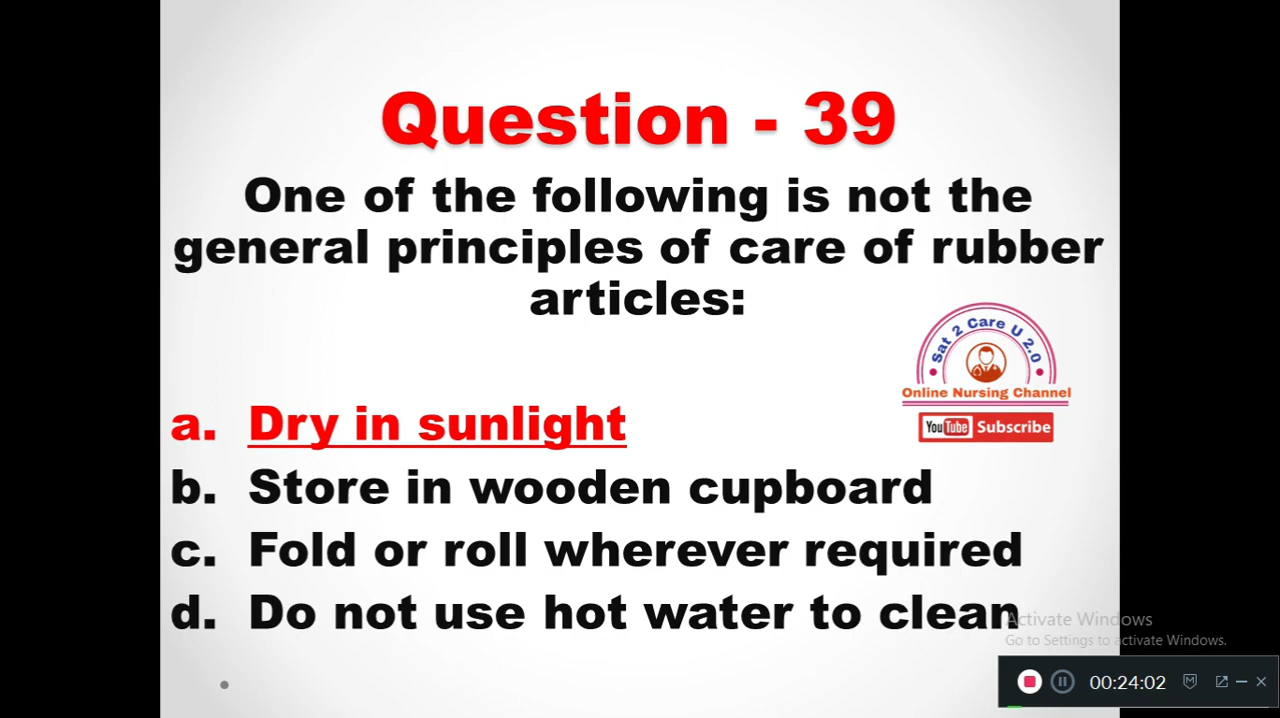 Question - 39
One of the following is not the
general principles of care of rubber
articles:
Sat 2 Care U 2.0
Online Nursing Channel
YouTube Subscribe
a. Dry in sunlight
b. Store in wooden cupboard
c. Fold or roll wherever required
d. Do not use hot water to clean
Activate Windows
Go to Settings to activate Windows.
00:24:02